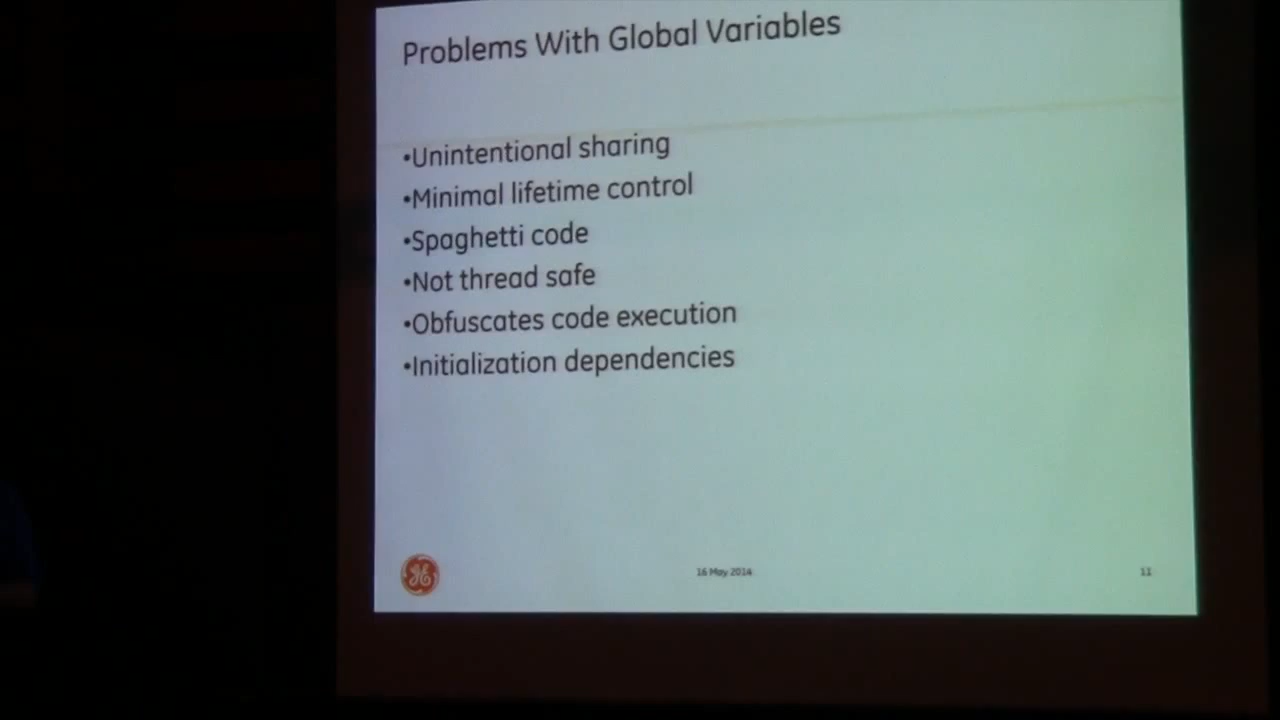 Problems With Global Variables
•Unintentional sharing
•Minimal lifetime control
•Spaghetti code
•Not thread safe
•Obfuscates code execution
•Initialization dependencies
GE
16 May 2014
11